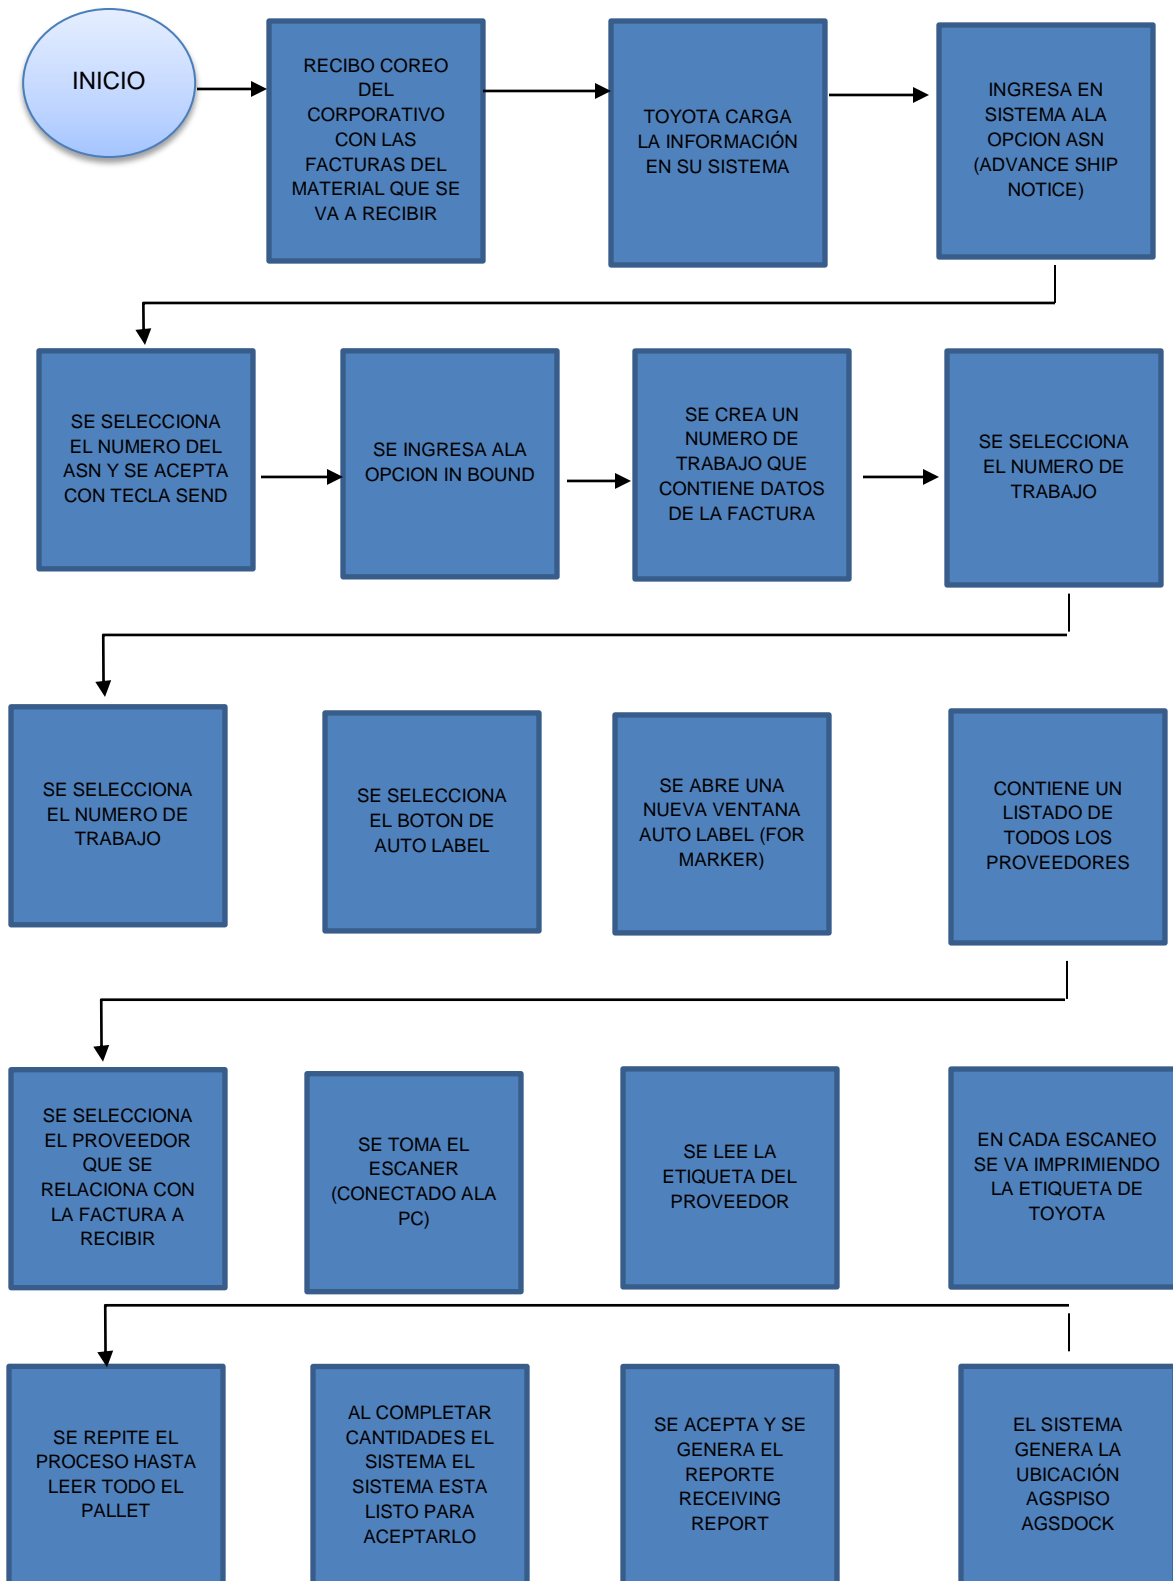 INICIO
RECIBO COREO
DEL
CORPORATIVO
CON LAS
FACTURAS DEL
MATERIAL QUE SE
VA A RECIBIR
TOYOTA CARGA
LA INFORMACIÓN
EN SU SISTEMA
INGRESA EN
SISTEMA ALA
OPCION ASN
(ADVANCE SHIP
NOTICE)
SE SELECCIONA
EL NUMERO DEL
ASN Y SE ACEPTA
CON TECLA SEND
SE INGRESA ALA
OPCION IN BOUND
SE CREA UN
NUMERO DE
TRABAJO QUE
CONTIENE DATOS
DE LA FACTURA
SE SELECCIONA
EL NUMERO DE
TRABAJO
SE SELECCIONA
EL NUMERO DE
TRABAJO
SE SELECCIONA
EL BOTON DE
AUTO LABEL
SE ABRE UNA
NUEVA VENTANA
AUTO LABEL (FOR
MARKER)
CONTIENE UN
LISTADO DE
TODOS LOS
PROVEEDORES
SE SELECCIONA
EL PROVEEDOR
QUE SE
RELACIONA CON
LA FACTURA A
RECIBIR
SE TOMA EL
ESCANER
(CONECTADO ALA
PC)
SE LEE LA
ETIQUETA DEL
PROVEEDOR
EN CADA ESCANEO
SE VA IMPRIMIENDO
LA ETIQUETA DE
TOYOTA
SE REPITE EL
PROCESO HASTA
LEER TODO EL
PALLET
AL COMPLETAR
CANTIDADES EL
SISTEMA EL
SISTEMA ESTA
LISTO PARA
ACEPTARLO
SE ACEPTA Y SE
GENERA EL
REPORTE
RECEIVING
REPORT
EL SISTEMA
GENERA LA
UBICACIÓN
AGSPISO
AGSDOCK